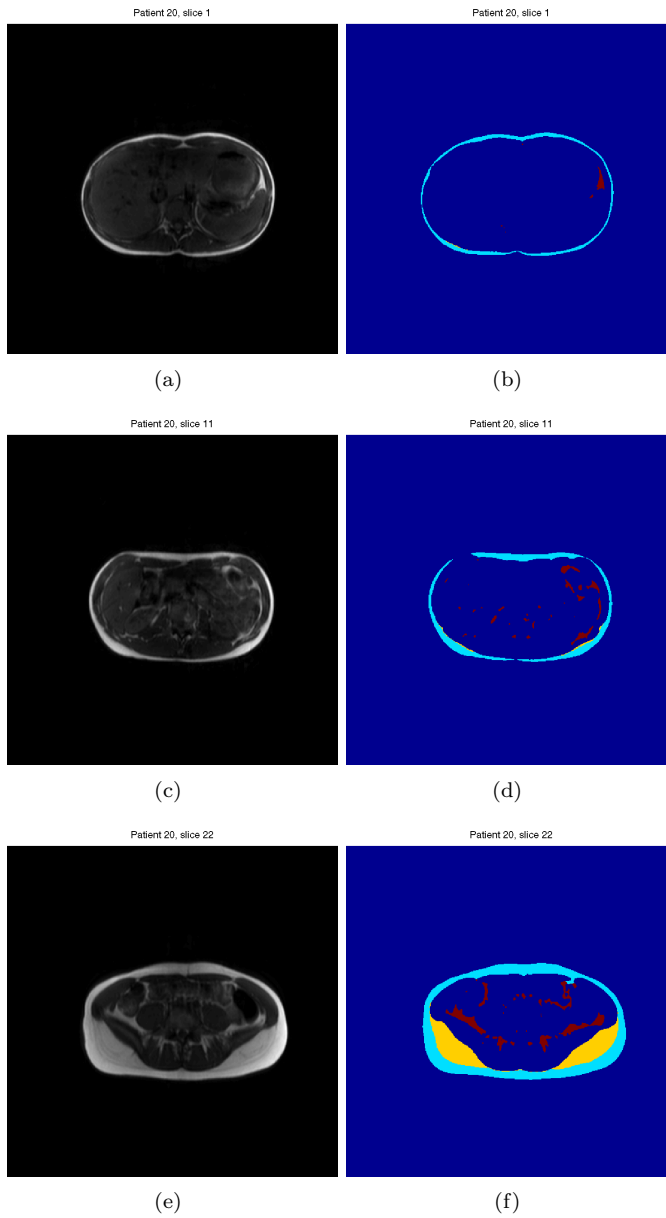 Patient 20, slice 1
Patient 20, slice 1
(a)
(b)
Patient 20, slice 11
Patient 20, slice 11
(c)
(d)
Patient 20, slice 22
Patient 20, slice 22
(e)
(f)